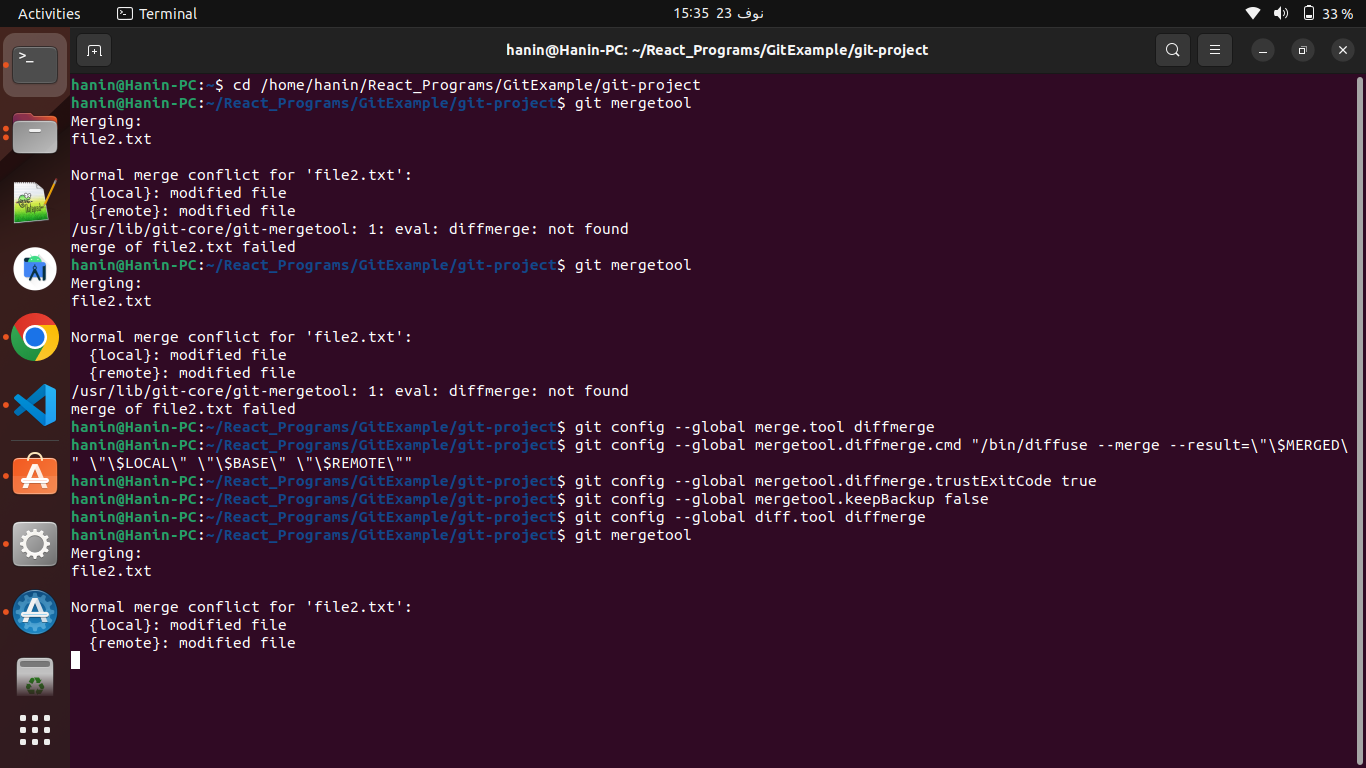 Activities
Terminal
15:35 23 نوف
33 %
hanin@Hanin-PC: ~/React_Programs/GitExample/git-project
hanin@Hanin-PC:~$ cd /home/hanin/React_Programs/GitExample/git-project
hanin@Hanin-PC:~/React_Programs/GitExample/git-project$ git mergetool
Merging:
file2.txt
Normal merge conflict for 'file2.txt':
  {local}: modified file
  {remote}: modified file
/usr/lib/git-core/git-mergetool: 1: eval: diffmerge: not found
merge of file2.txt failed
hanin@Hanin-PC:~/React_Programs/GitExample/git-project$ git mergetool
Merging:
file2.txt
Normal merge conflict for 'file2.txt':
  {local}: modified file
  {remote}: modified file
/usr/lib/git-core/git-mergetool: 1: eval: diffmerge: not found
merge of file2.txt failed
hanin@Hanin-PC:~/React_Programs/GitExample/git-project$ git config --global merge.tool diffmerge
hanin@Hanin-PC:~/React_Programs/GitExample/git-project$ git config --global mergetool.diffmerge.cmd "/bin/diffuse --merge --result=\"\$MERGED\
" \"\$LOCAL\" \"\$BASE\" \"\$REMOTE\""
hanin@Hanin-PC:~/React_Programs/GitExample/git-project$ git config --global mergetool.diffmerge.trustExitCode true
hanin@Hanin-PC:~/React_Programs/GitExample/git-project$ git config --global mergetool.keepBackup false
hanin@Hanin-PC:~/React_Programs/GitExample/git-project$ git config --global diff.tool diffmerge
hanin@Hanin-PC:~/React_Programs/GitExample/git-project$ git mergetool
Merging:
file2.txt
Normal merge conflict for 'file2.txt':
  {local}: modified file
  {remote}: modified file